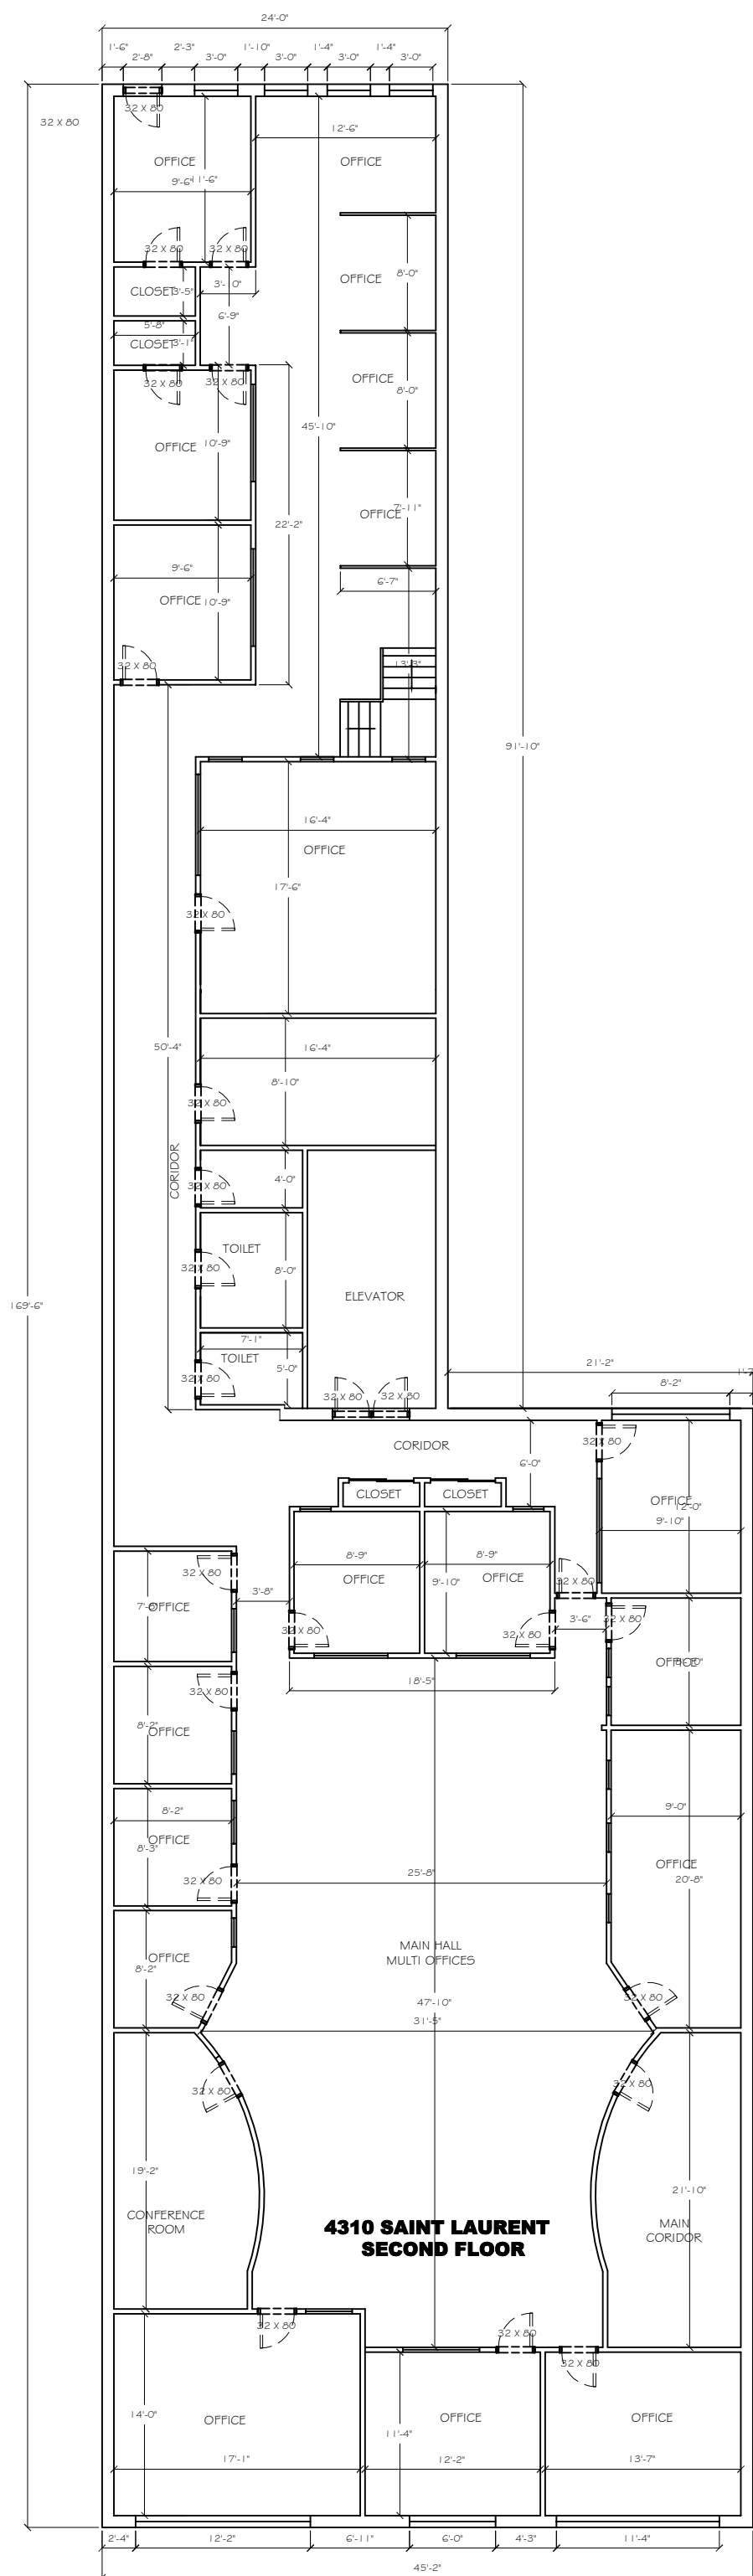 24'-0"
1'-6" 2'-8" 2'-3" 3'-0" 1'-10" 3'-0" 1'-4" 3'-0" 1'-4" 3'-0"
32 X 80
32 X 80
12'-6"
OFFICE
OFFICE
9'-6"
11'-6"
32 X 80
32 X 80
OFFICE
8'-0"
CLOSET
3'-5"
3'-10"
6'-9"
5'-8"
CLOSET
3'-1"
32 X 80
32 X 80
OFFICE
8'-0"
45'-10"
OFFICE
10'-9"
OFFICE
7'-11"
22'-2"
9'-6"
6'-7"
OFFICE
10'-9"
32 X 80
13'-3"
91'-10"
16'-4"
OFFICE
17'-6"
32 X 80
50'-4"
16'-4"
8'-10"
32 X 80
CORIDOR
4'-0"
32 X 80
TOILET
32 X 80
8'-0"
ELEVATOR
169'-6"
7'-1"
TOILET
5'-0"
32 X 80
32 X 80
32 X 80
21'-2"
8'-2"
CORIDOR
6'-0"
32 X 80
CLOSET
CLOSET
OFFICE
12'-0"
9'-10"
8'-9"
8'-9"
9'-10"
OFFICE
OFFICE
32 X 80
32 X 80
3'-8"
7'-8"
OFFICE
3'-6"
32 X 80
32 X 80
32 X 80
OFFICE
18'-5"
32 X 80
8'-2"
OFFICE
8'-2"
9'-0"
OFFICE
8'-3"
OFFICE
20'-8"
32 X 80
25'-8"
MAIN HALL
MULTI OFFICES
OFFICE
8'-2"
32 X 80
32 X 80
47'-10"
31'-5"
32 X 80
32 X 80
19'-2"
21'-10"
CONFERENCE
ROOM
MAIN
CORIDOR
4310 SAINT LAURENT
SECOND FLOOR
32 X 80
32 X 80
32 X 80
14'-0"
OFFICE
OFFICE
OFFICE
11'-4"
17'-1"
12'-2"
13'-7"
2'-4" 12'-2" 6'-11" 6'-0" 4'-3" 11'-4"
45'-2"